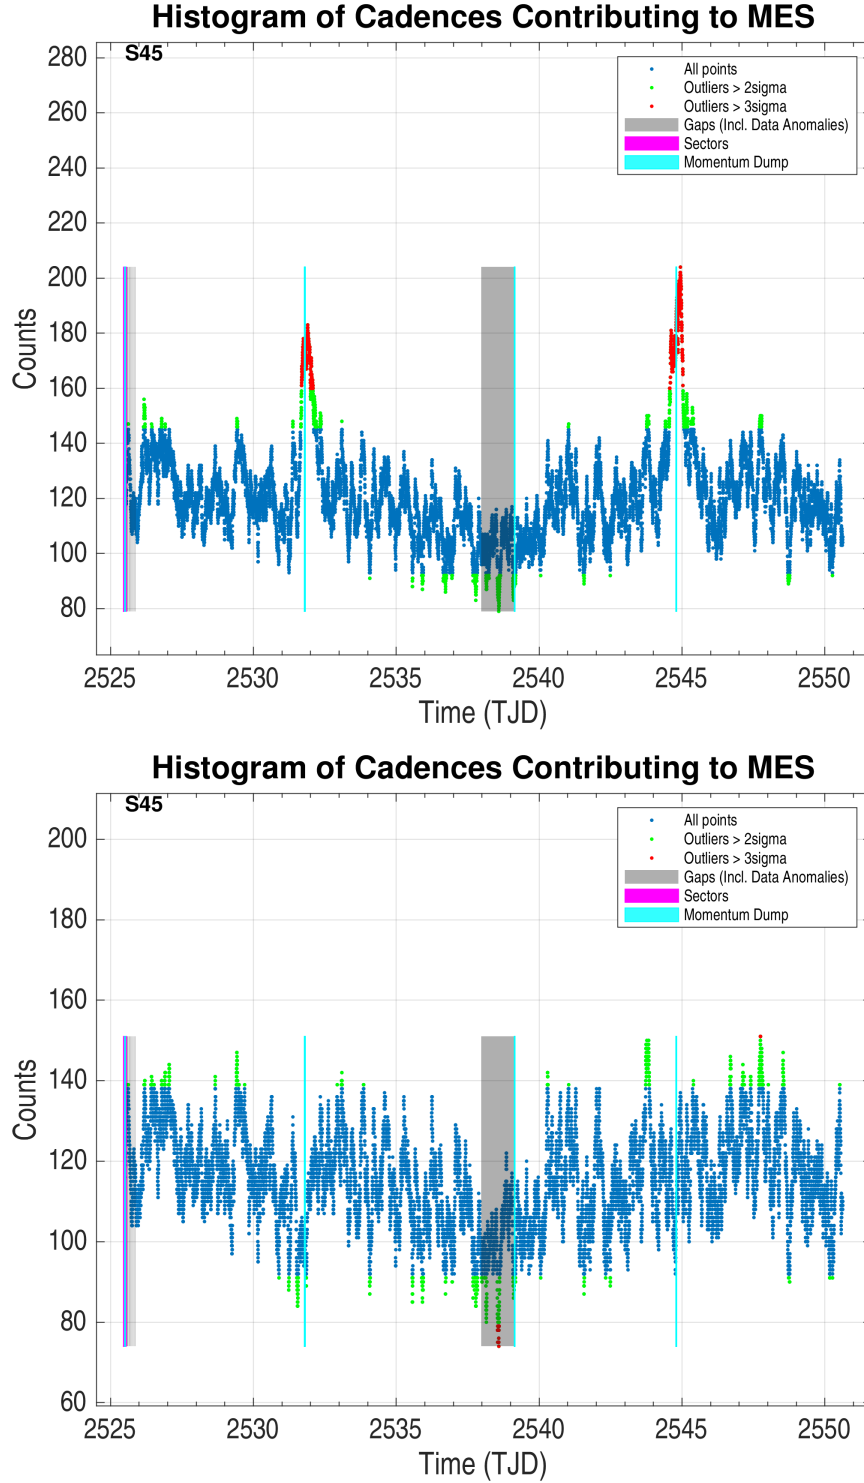 Histogram of Cadences Contributing to MES
S45
280
260
240
220
200
180
160
140
120
100
80
Counts
All points
Outliers > 2sigma
Outliers > 3sigma
Gaps (Incl. Data Anomalies)
Sectors
Momentum Dump
2525 2530 2535 2540 2545 2550
Time (TJD)
Histogram of Cadences Contributing to MES
S45
200
180
160
140
120
100
80
60
Counts
All points
Outliers > 2sigma
Outliers > 3sigma
Gaps (Incl. Data Anomalies)
Sectors
Momentum Dump
2525 2530 2535 2540 2545 2550
Time (TJD)